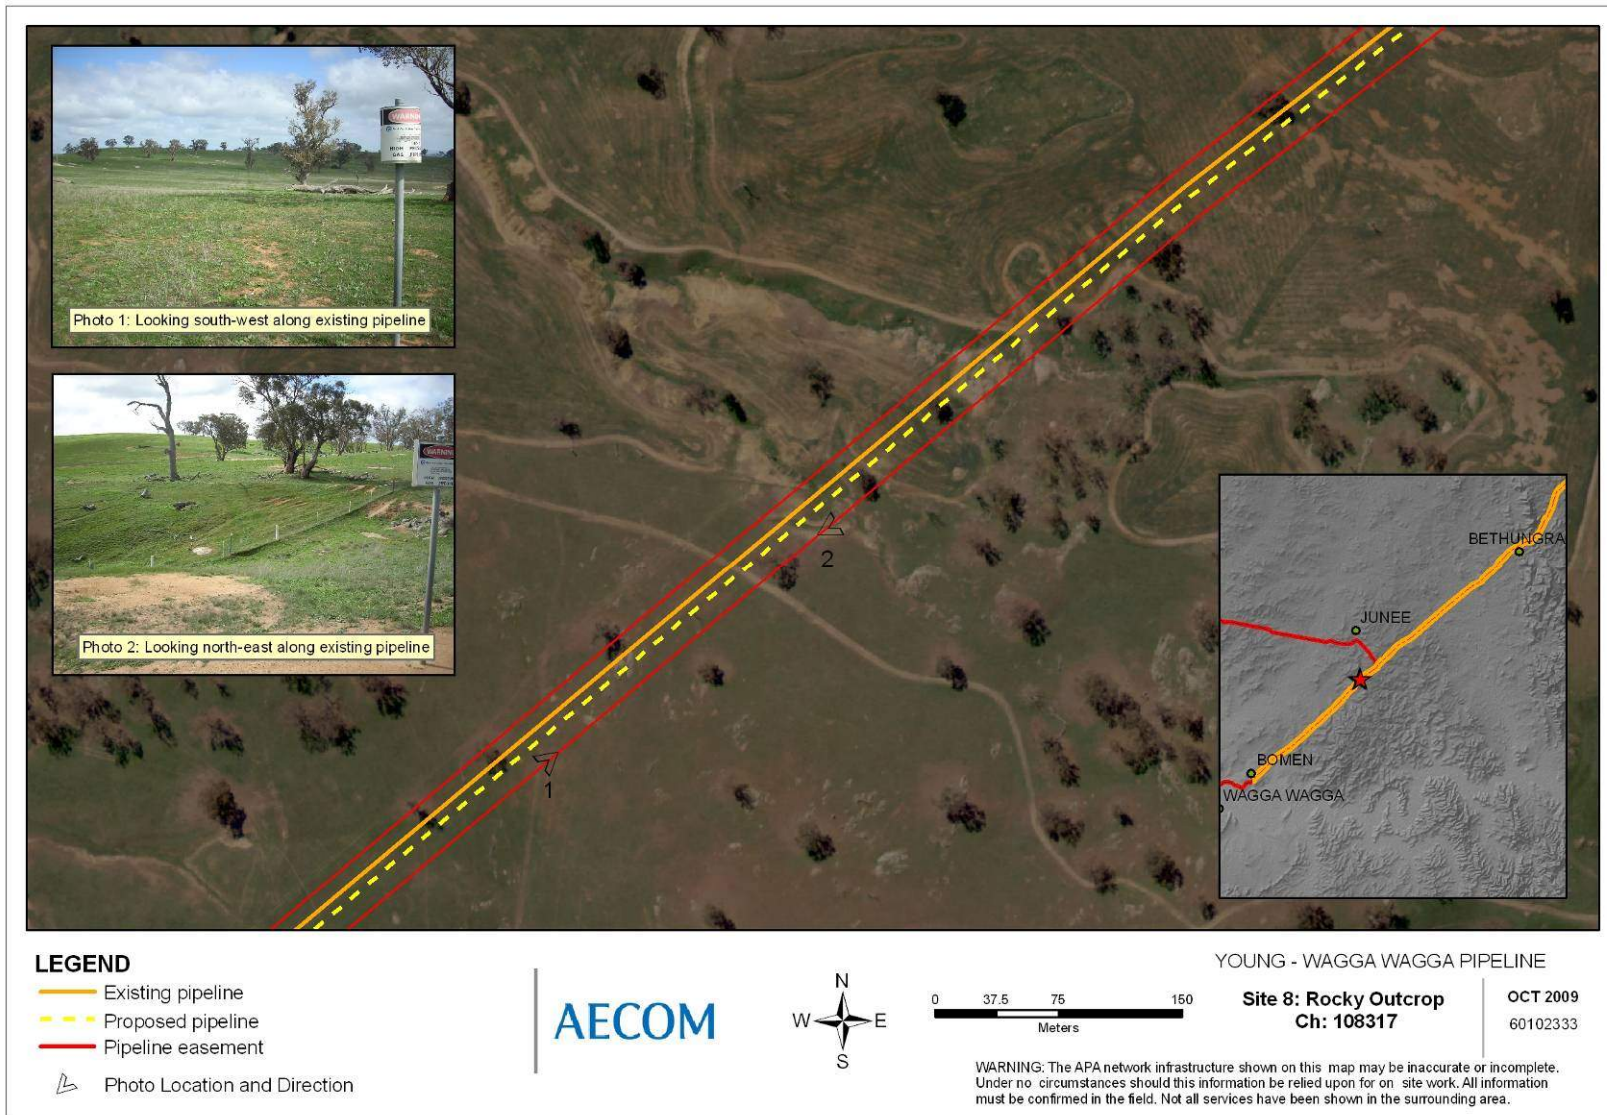 WARNING
HIGH
GAS
Photo 1: Looking south-west along existing pipeline
WARNING
Photo 2: Looking north-east along existing pipeline
1
2
BETHUNGRA
JUNEE
BOMEN
WAGGA WAGGA
LEGEND
Existing pipeline
Proposed pipeline
Pipeline easement
Photo Location and Direction
AECOM
N
W
E
S
0 37.5 75 150
Meters
YOUNG - WAGGA WAGGA PIPELINE
Site 8: Rocky Outcrop
Ch: 108317
OCT 2009
60102333
WARNING: The APA network infrastructure shown on this map may be inaccurate or incomplete.
Under no circumstances should this information be relied upon for on site work. All information
must be confirmed in the field. Not all services have been shown in the surrounding area.